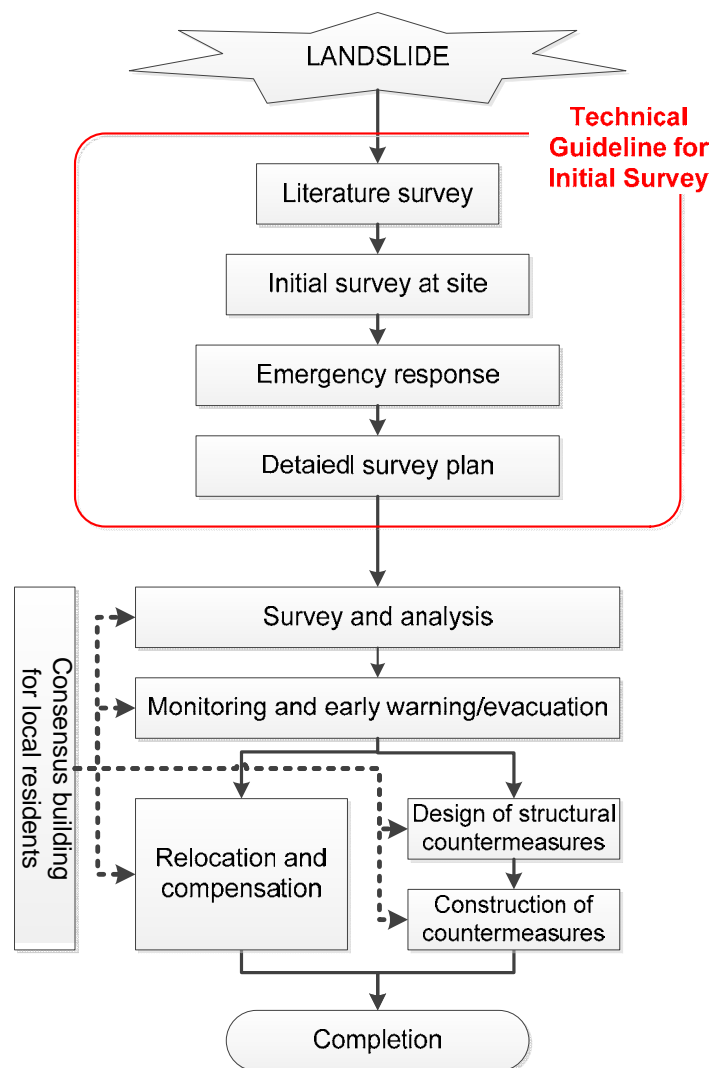 LANDSLIDE
Technical
Guideline for
Initial Survey
Literature survey
Initial survey at site
Emergency response
Detaiedl survey plan
Survey and analysis
Consensus building
for local residents
Monitoring and early warning/evacuation
Relocation and
compensation
Design of structural
countermeasures
Construction of
countermeasures
Completion